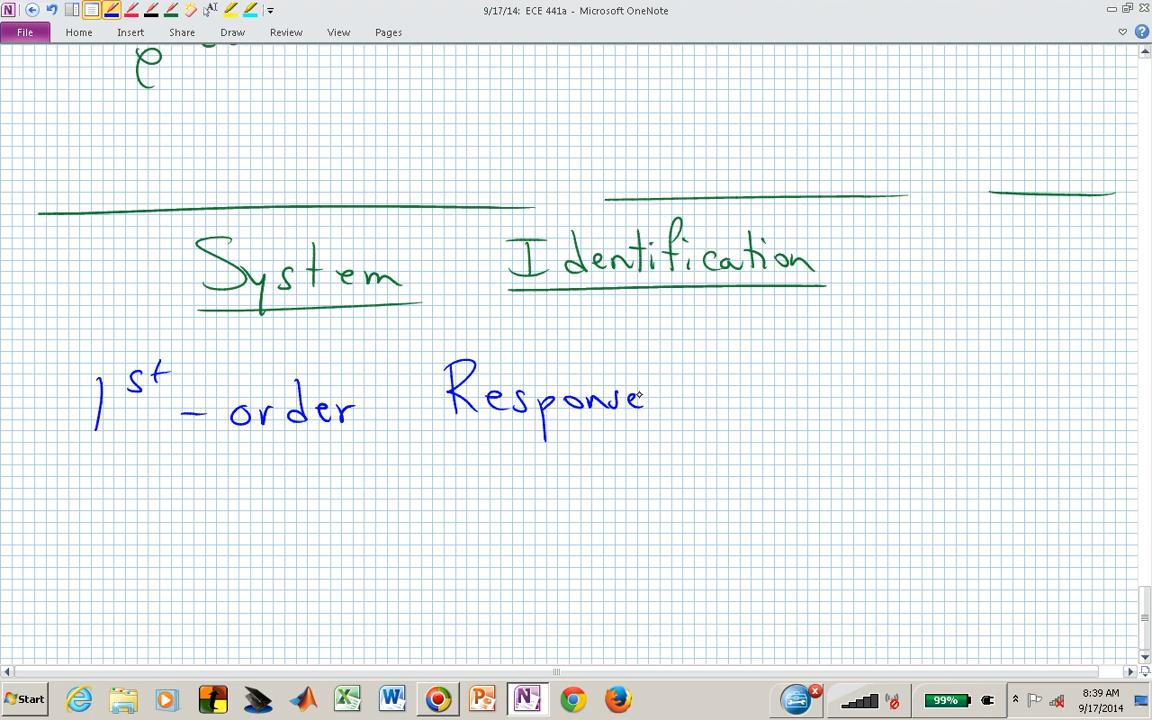 9/17/14: ECE 441a - Microsoft OneNote
File Home Insert Share Draw Review View Pages
System Identification
1st - order Response
Start
99%
8:39 AM
9/17/2014